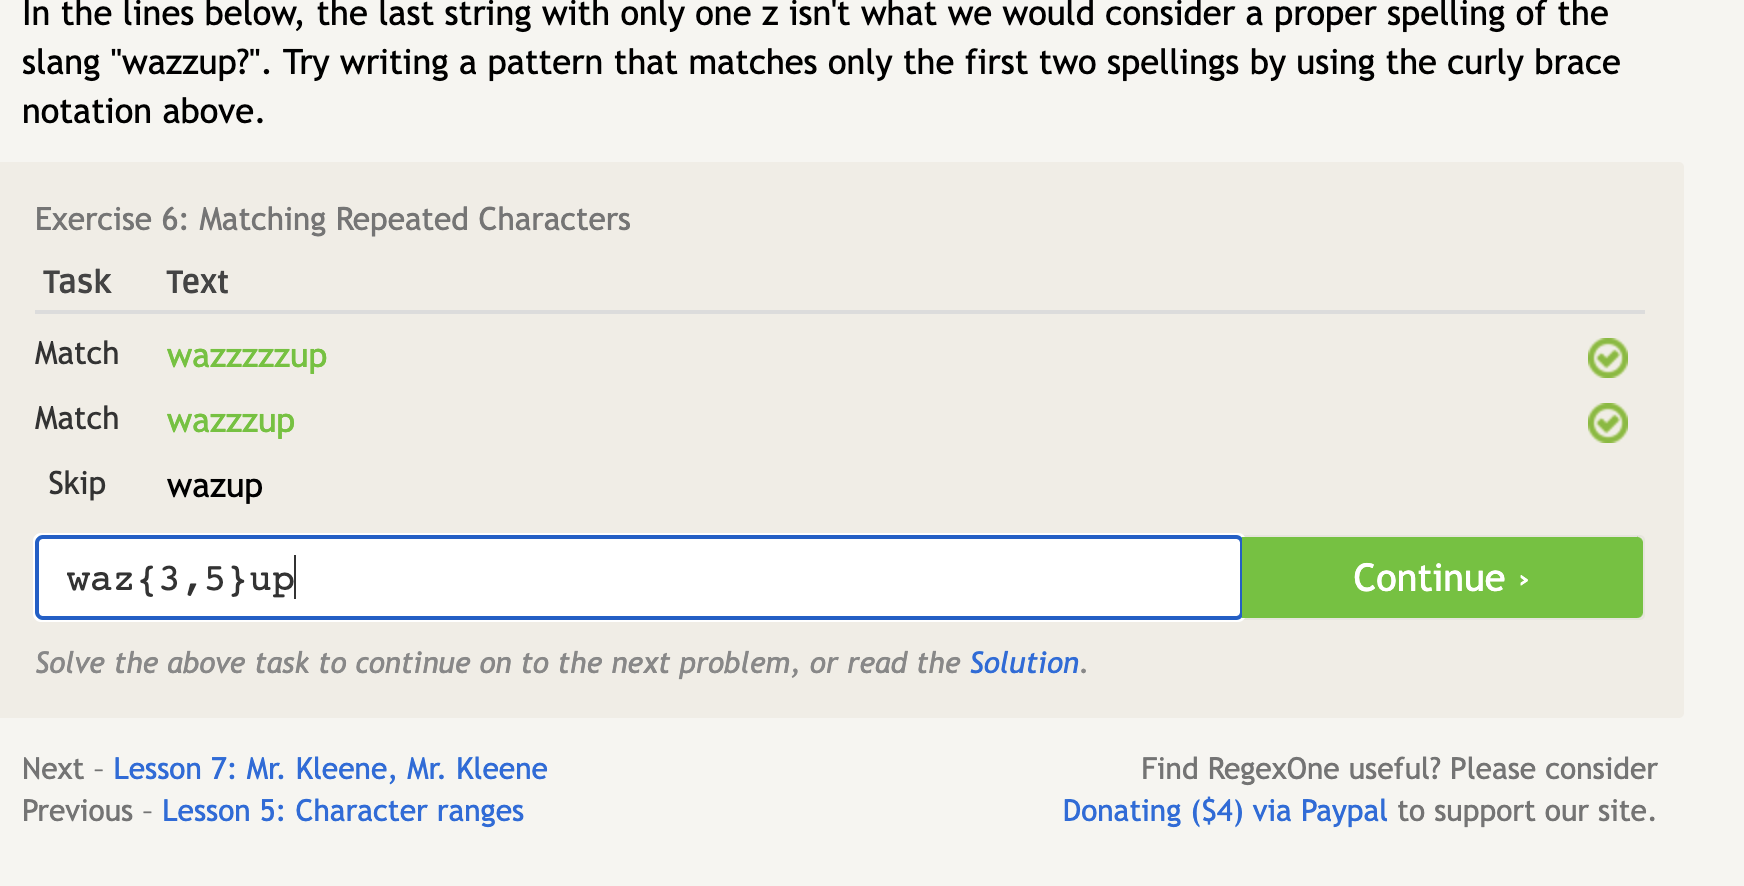 In the lines below, the last string with only one z isn't what we would consider a proper spelling of the
slang "wazzup?". Try writing a pattern that matches only the first two spellings by using the curly brace
notation above.
Exercise 6: Matching Repeated Characters
Task Text
Match wazzzzzup
Match wazzzup
Skip wazup
waz{3,5}up
Continue ›
Solve the above task to continue on to the next problem, or read the Solution.
Next – Lesson 7: Mr. Kleene, Mr. Kleene
Previous – Lesson 5: Character ranges
Find RegexOne useful? Please consider
Donating ($4) via Paypal to support our site.